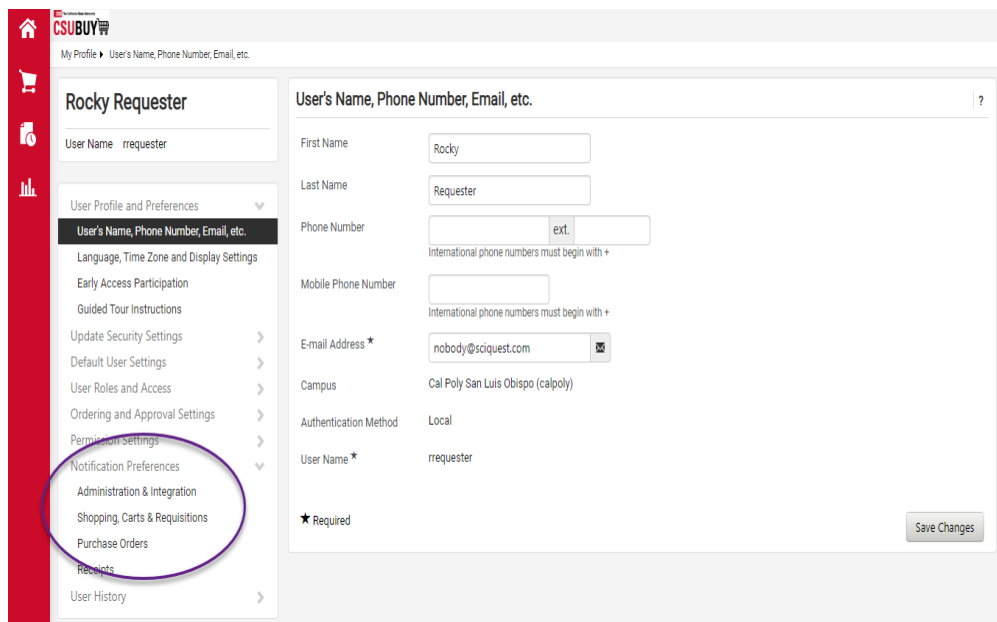 The California State University
CSUBUY
My Profile User's Name, Phone Number, Email, etc.
Rocky Requester
User Name rrequester
User Profile and Preferences
User's Name, Phone Number, Email, etc.
Language, Time Zone and Display Settings
Early Access Participation
Guided Tour Instructions
Update Security Settings
Default User Settings
User Roles and Access
Ordering and Approval Settings
Permission Settings
Notification Preferences
Administration & Integration
Shopping, Carts & Requisitions
Purchase Orders
Receipts
User History
User's Name, Phone Number, Email, etc. ?
First Name Rocky
Last Name Requester
Phone Number ext.
International phone numbers must begin with +
Mobile Phone Number
International phone numbers must begin with +
E-mail Address ★ nobody@sciquest.com
Campus Cal Poly San Luis Obispo (calpoly)
Authentication Method Local
User Name ★ rrequester
★ Required
Save Changes